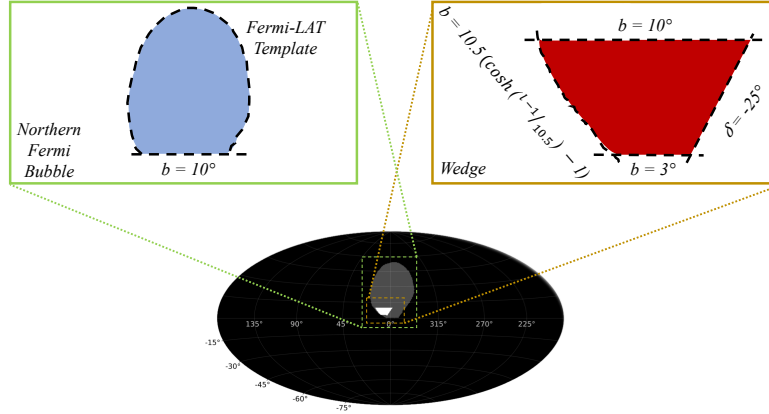 Fermi-LAT
Template
Northern
Fermi
Bubble
b = 10°
b = 10°
b = 10.5 (cosh (l − 1/10.5) − 1)
δ = -25°
Wedge
b = 3°
135° 90° 45° 0° 315° 270° 225°
-15°
-30°
-45°
-60°
-75°